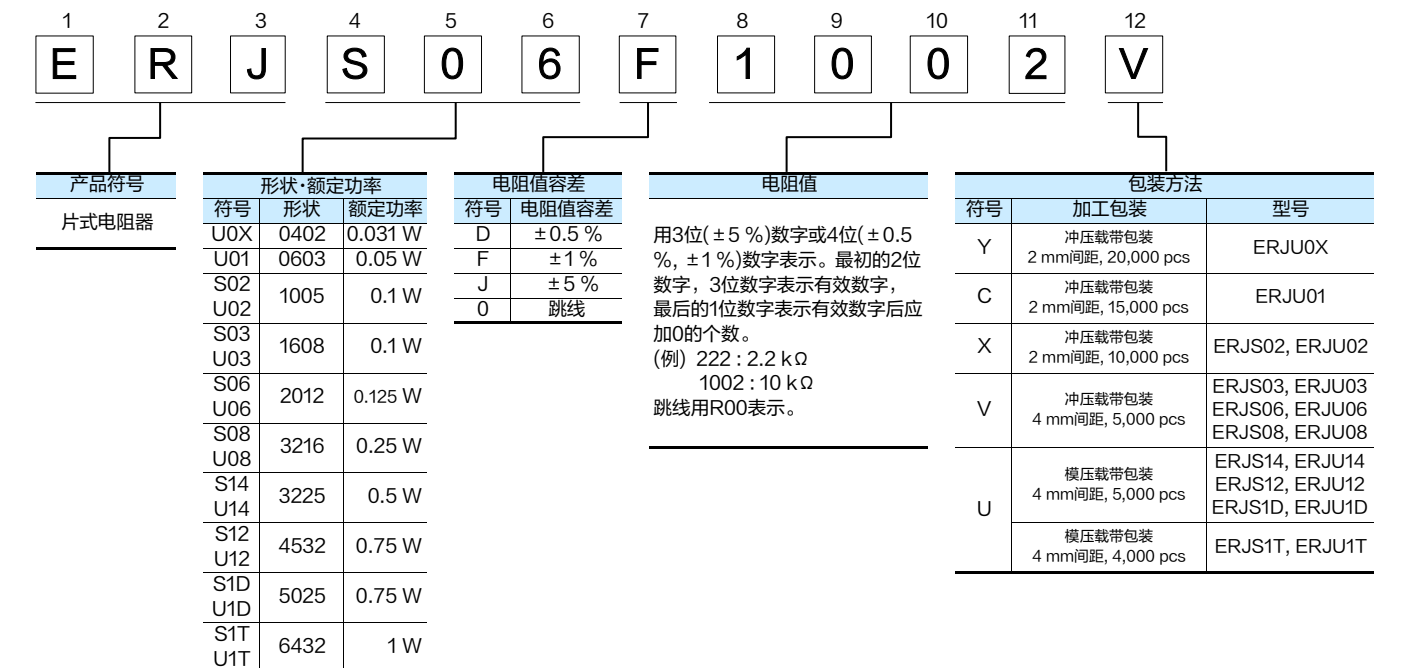 1 2 3 4 5 6 7 8 9 10 11 12
E R J S 0 6 F 1 0 0 2 V
产品符号
片式电阻器
形状·额定功率
符号 形状 额定功率
U0X 0402 0.031 W
U01 0603 0.05 W
S02
U02
1005 0.1 W
S03
U03
1608 0.1 W
S06
U06
2012 0.125 W
S08
U08
3216 0.25 W
S14
U14
3225 0.5 W
S12
U12
4532 0.75 W
S1D
U1D
5025 0.75 W
S1T
U1T
6432 1 W
电阻值容差
符号 电阻值容差
D ±0.5 %
F ±1 %
J ±5 %
0 跳线
电阻值
用3位(±5 %)数字或4位(±0.5
%, ±1 %)数字表示。最初的2位
数字，3位数字表示有效数字，
最后的1位数字表示有效数字后应
加0的个数。
(例) 222 : 2.2 kΩ
1002 : 10 kΩ
跳线用R00表示。
包装方法
符号 加工包装 型号
Y
冲压载带包装
2 mm间距, 20,000 pcs
ERJU0X
C
冲压载带包装
2 mm间距, 15,000 pcs
ERJU01
X
冲压载带包装
2 mm间距, 10,000 pcs
ERJS02, ERJU02
V
冲压载带包装
4 mm间距, 5,000 pcs
ERJS03, ERJU03
ERJS06, ERJU06
ERJS08, ERJU08
U
模压载带包装
4 mm间距, 5,000 pcs
ERJS14, ERJU14
ERJS12, ERJU12
ERJS1D, ERJU1D
模压载带包装
4 mm间距, 4,000 pcs
ERJS1T, ERJU1T